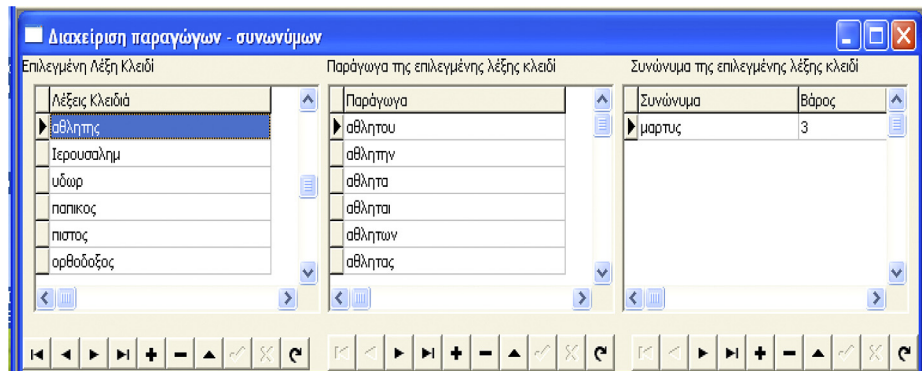 Διαχείριση παραγώγων - συνωνύμων
Επιλεγμένη Λέξη Κλειδί
Λέξεις Κλειδιά
αθλητης
Ιερουσαλημ
υδωρ
παπικος
πιστος
ορθοδοξος
Παράγωγα της επιλεγμένης λέξης κλειδί
Παράγωγα
αθλητου
αθλητην
αθλητα
αθληται
αθλητων
αθλητας
Συνώνυμα της επιλεγμένης λέξης κλειδί
Συνώνυμα Βάρος
μαρτυς 3